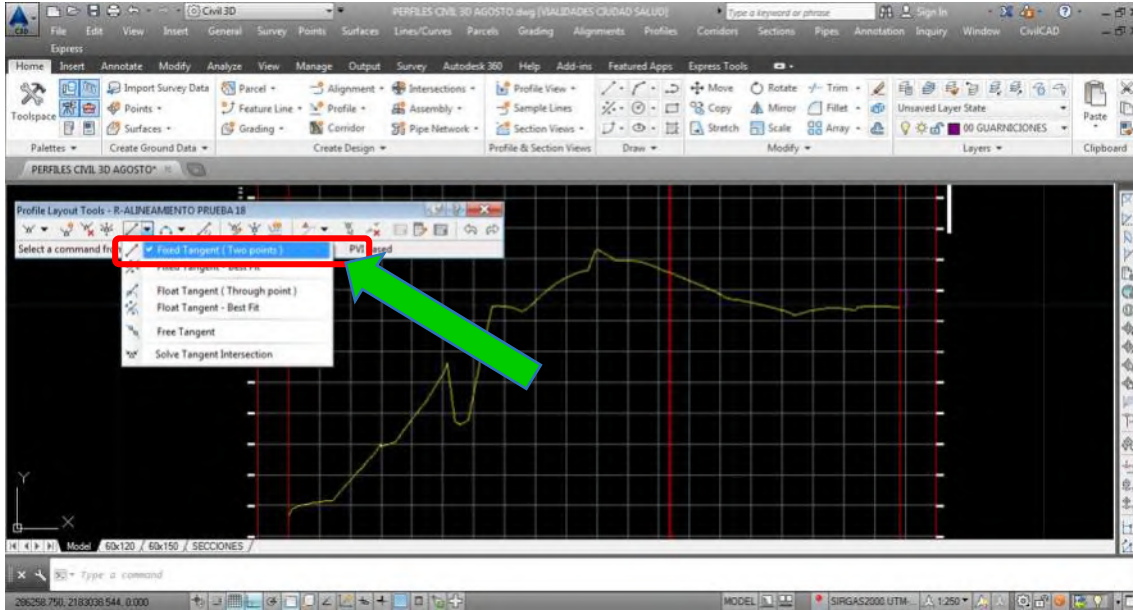 Civil 3D PERFILES CIVIL 3D AGOSTO.dwg [VIALIDADES CIUDAD SALUD] Type a keyword or phrase Sign In
File Edit View Insert General Survey Points Surfaces Lines/Curves Parcels Grading Alignments Profiles Corridors Sections Pipes Annotation Inquiry Window CivilCAD
Express
Home Insert Annotate Modify Analyze View Manage Output Survey Autodesk 360 Help Add-ins Featured Apps Express Tools
Import Survey Data Parcel Alignment Intersections Profile View Move Rotate Trim
Toolspace Points Feature Line Profile Assembly Sample Lines Copy Mirror Fillet Unsaved Layer State Paste
Surfaces Grading Corridor Pipe Network Section Views Stretch Scale Array 00 GUARNICIONES
Palettes Create Ground Data Create Design Profile & Section Views Draw Modify Layers Clipboard
PERFILES CIVIL 3D AGOSTO*
Profile Layout Tools - R-ALINEAMIENTO PRUEBA 18
Select a command
Fixed Tangent ( Two points )
Fixed Tangent - Best Fit
Float Tangent ( Through point )
Float Tangent - Best Fit
Free Tangent
Solve Tangent Intersection
Y
X
Model 60x120 60x150 SECCIONES
Type a command
286258.750, 2183038.544, 0.000 MODEL SIRGAS2000 UTM- 1:250